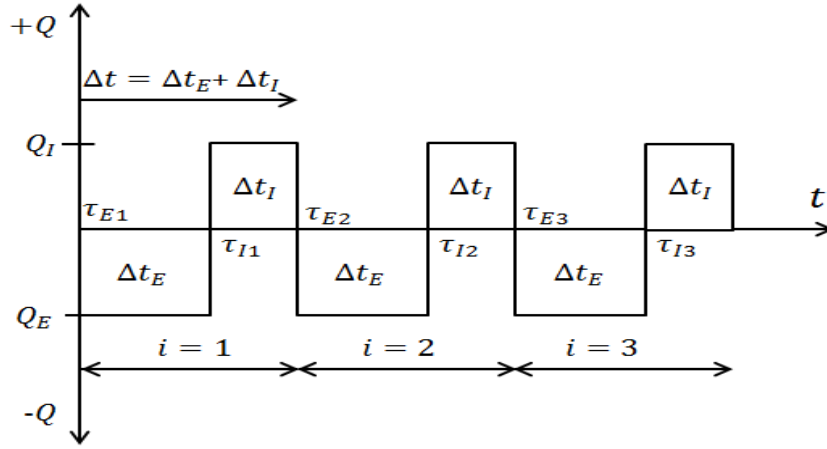 +Q
Δt = Δt_E + Δt_I
Q_I
Δt_I Δt_I Δt_I
τ_E1 τ_E2 τ_E3 t
τ_I1 τ_I2 τ_I3
Δt_E Δt_E Δt_E
Q_E
i = 1 i = 2 i = 3
-Q